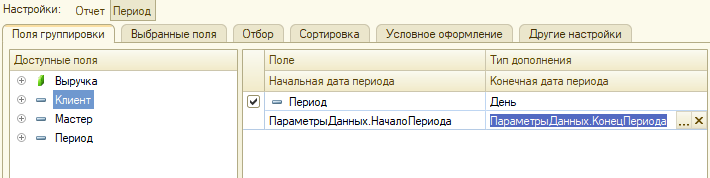 Настройки: Отчет Период
Поля группировки Выбранные поля Отбор Сортировка Условное оформление Другие настройки
Доступные поля
Выручка
Клиент
Мастер
Период
Поле Тип дополнения
Начальная дата периода Конечная дата периода
Период День
ПараметрыДанных.НачалоПериода ПараметрыДанных.КонецПериода ...